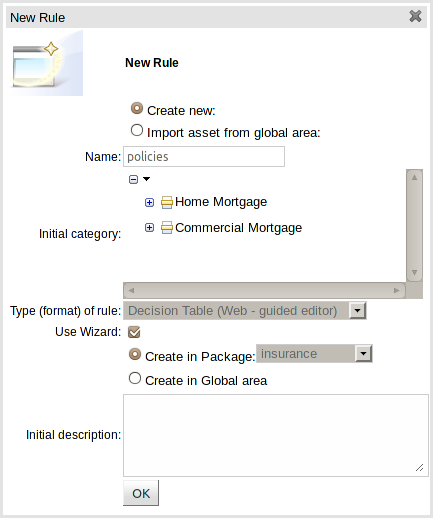 New Rule
New Rule
Create new:
Import asset from global area:
Name: policies
Home Mortgage
Initial category:
Commercial Mortgage
Type (format) of rule: Decision Table (Web - guided editor)
Use Wizard:
Create in Package: insurance
Create in Global area
Initial description:
OK